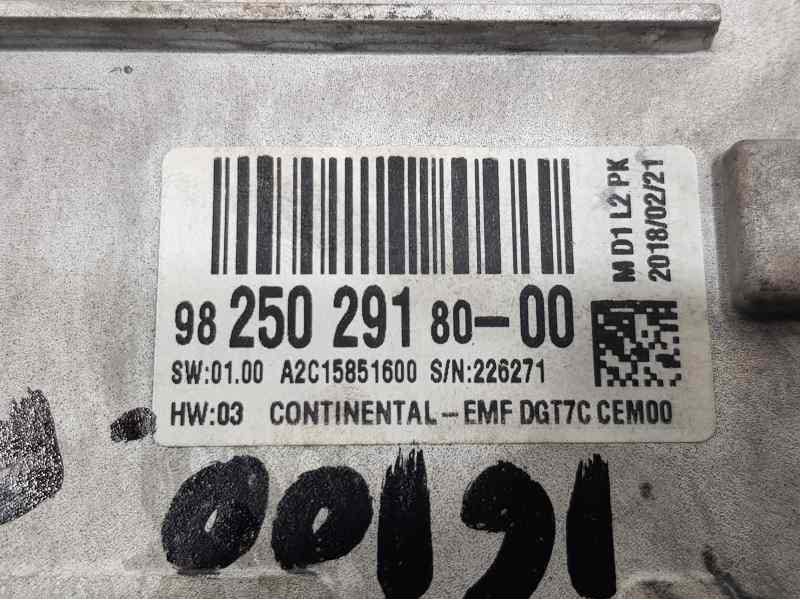 98 250 291 80-00
SW:01.00 A2C15851600 S/N:226271
HW:03 CONTINENTAL-EMF DGT7C CEM00
M D1 L2 PK
2018/02/21